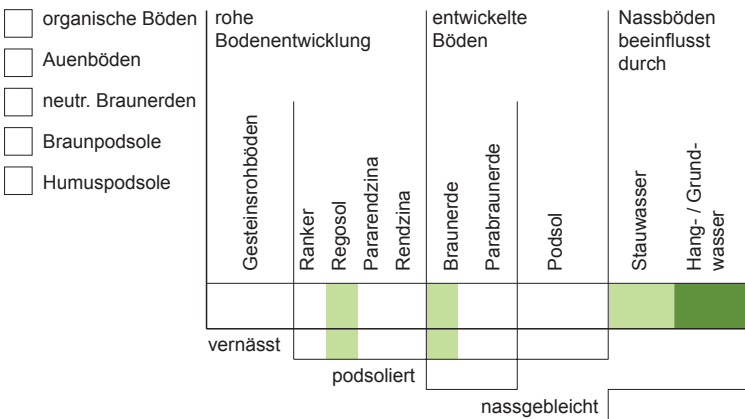 organische Böden
Auenböden
neutr. Braunerden
Braunpodsole
Humuspodsole
rohe
Bodenentwicklung
entwickelte
Böden
Nassböden
beeinflusst
durch
Gesteinsrohböden
Ranker
Regosol
Pararendzina
Rendzina
Braunerde
Parabraunerde
Podsol
Stauwasser
Hang- / Grund-
wasser
vernässt
podsoliert
nassgebleicht